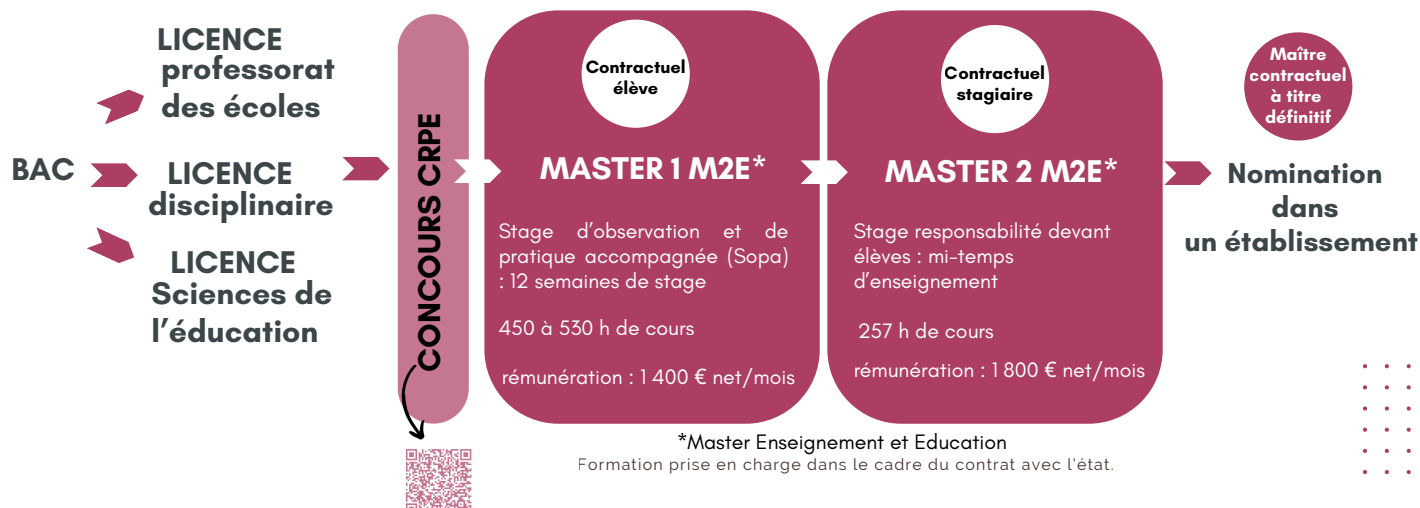 BAC
LICENCE
professorat
des écoles
LICENCE
disciplinaire
LICENCE
Sciences de
l'éducation
CONCOURS CRPE
Contractuel
élève
MASTER 1 M2E*
Stage d'observation et de
pratique accompagnée (Sopa)
: 12 semaines de stage
450 à 530 h de cours
rémunération : 1 400 € net/mois
Contractuel
stagiaire
MASTER 2 M2E*
Stage responsabilité devant
élèves : mi-temps
d'enseignement
257 h de cours
rémunération : 1 800 € net/mois
Maître
contractuel
à titre
définitif
Nomination
dans
un établissement
*Master Enseignement et Education
Formation prise en charge dans le cadre du contrat avec l'état.